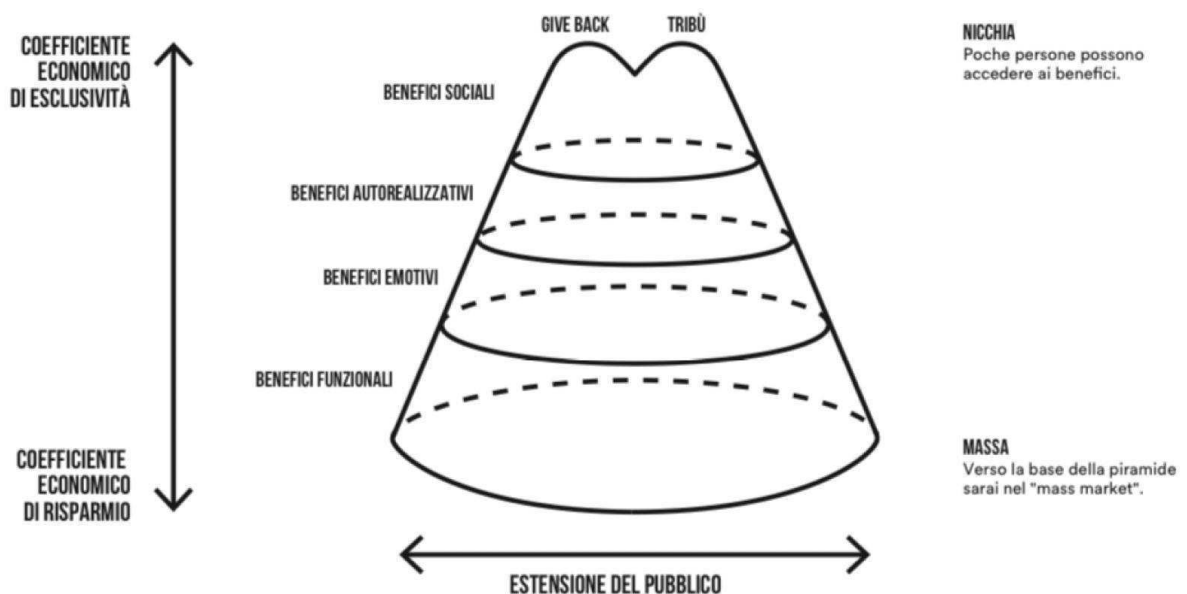 GIVE BACK
TRIBÙ
COEFFICIENTE
ECONOMICO
DI ESCLUSIVITÀ
NICCHIA
Poche persone possono
accedere ai benefici.
BENEFICI SOCIALI
BENEFICI AUTOREALIZZATIVI
BENEFICI EMOTIVI
BENEFICI FUNZIONALI
COEFFICIENTE
ECONOMICO
DI RISPARMIO
MASSA
Verso la base della piramide
sarai nel "mass market".
ESTENSIONE DEL PUBBLICO